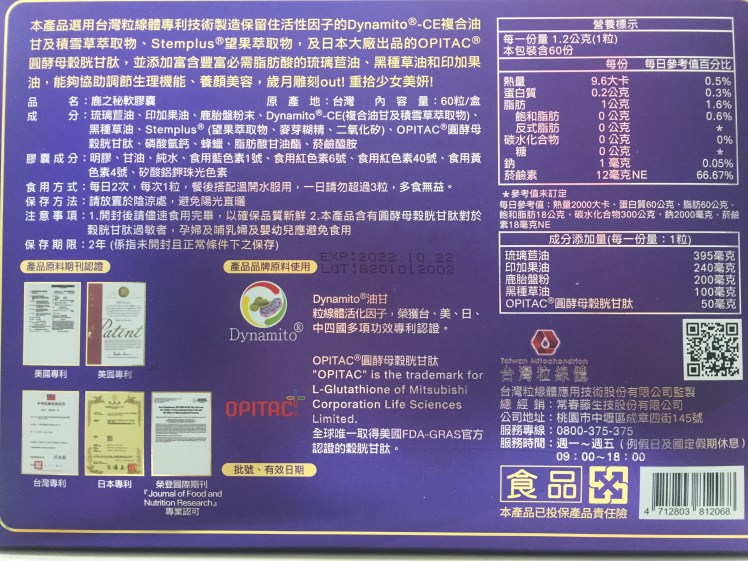 本產品選用台灣粒線體專利技術製造保留住活性因子的Dynamito®-CE複合油
甘及積雪草萃取物、Stemplus®望果萃取物，及日本大廠出品的OPITAC®
圓酵母穀胱甘肽，並添加富含豐富必需脂肪酸的琉璃苣油、黑種草油和印加果
油，能夠協助調節生理機能、養顏美容，歲月雕刻out! 重拾少女美妍!
品　　名：鹿之秘軟膠囊　　原 產 地：台灣　內 容 量：60粒/盒
成　　分：琉璃苣油、印加果油、鹿胎盤粉末、Dynamito®-CE(複合油甘及積雪草萃取物)、
黑種草油、Stemplus® (望果萃取物、麥芽糊精、二氧化矽)、OPITAC®圓酵母
穀胱甘肽、磷酸氫鈣、蜂蠟、脂肪酸甘油酯、菸鹼醯胺
膠囊成分：明膠、甘油、純水、食用藍色素1號、食用紅色素6號、食用紅色素40號、食用黃
色素4號、矽酸鋁鉀珠光色素
食用方式：每日2次，每次1粒，餐後搭配溫開水服用，一日請勿超過3粒，多食無益。
保存方法：請放置於陰涼處，避免陽光直曬
注意事項：1.開封後請儘速食用完畢，以確保品質新鮮 2.本產品含有圓酵母穀胱甘肽對於
穀胱甘肽過敏者，孕婦及哺乳婦及嬰幼兒應避免食用
保存期限：2年 (係指未開封且正常條件下之保存)
EXP:2022.10.22
LOT:B201012002
產品原料期刊認證
美國專利
Patent
美國專利
台灣專利
日本專利
榮登國際期刊
『Journal of Food and
Nutrition Research』
專業認可
產品品牌原料使用
Dynamito®
Dynamito®油甘
粒線體活化因子，榮獲台、美、日、
中四國多項功效專利認證。
OPITAC
OPITAC®圓酵母穀胱甘肽
"OPITAC" is the trademark for
L-Glutathione of Mitsubishi
Corporation Life Sciences
Limited.
全球唯一取得美國FDA-GRAS官方
認證的穀胱甘肽。
批號、有效日期
營養標示
每一份量 1.2公克(1粒)
本包裝含60份
每份　每日參考值百分比
熱量　9.6大卡　0.5%
蛋白質　0.2公克　0.3%
脂肪　1公克　1.6%
飽和脂肪　0公克　0.6%
反式脂肪　0公克　*
碳水化合物　0公克　0%
糖　0公克　*
鈉　1毫克　0.05%
菸鹼素　12毫克NE　66.67%
*參考值未訂定
每日參考值：熱量2000大卡、蛋白質60公克、脂肪60公克、
飽和脂肪18公克、碳水化合物300公克、鈉2000毫克、菸鹼
素18毫克NE
成分添加量(每一份量：1粒)
琉璃苣油　395毫克
印加果油　240毫克
鹿胎盤粉　200毫克
黑種草油　100毫克
OPITAC®圓酵母穀胱甘肽　50毫克
Taiwan Mitochondrion
台灣粒線體
台灣粒線體應用技術股份有限公司監製
總 經 銷：常春藤生技股份有限公司
公司地址：桃園市中壢區成章四街145號
服務專線：0800-375-375
服務時間：週一～週五 ( 例假日及國定假期休息 )
09：00～18：00
食品
本產品已投保產品責任險
4 712803 812068